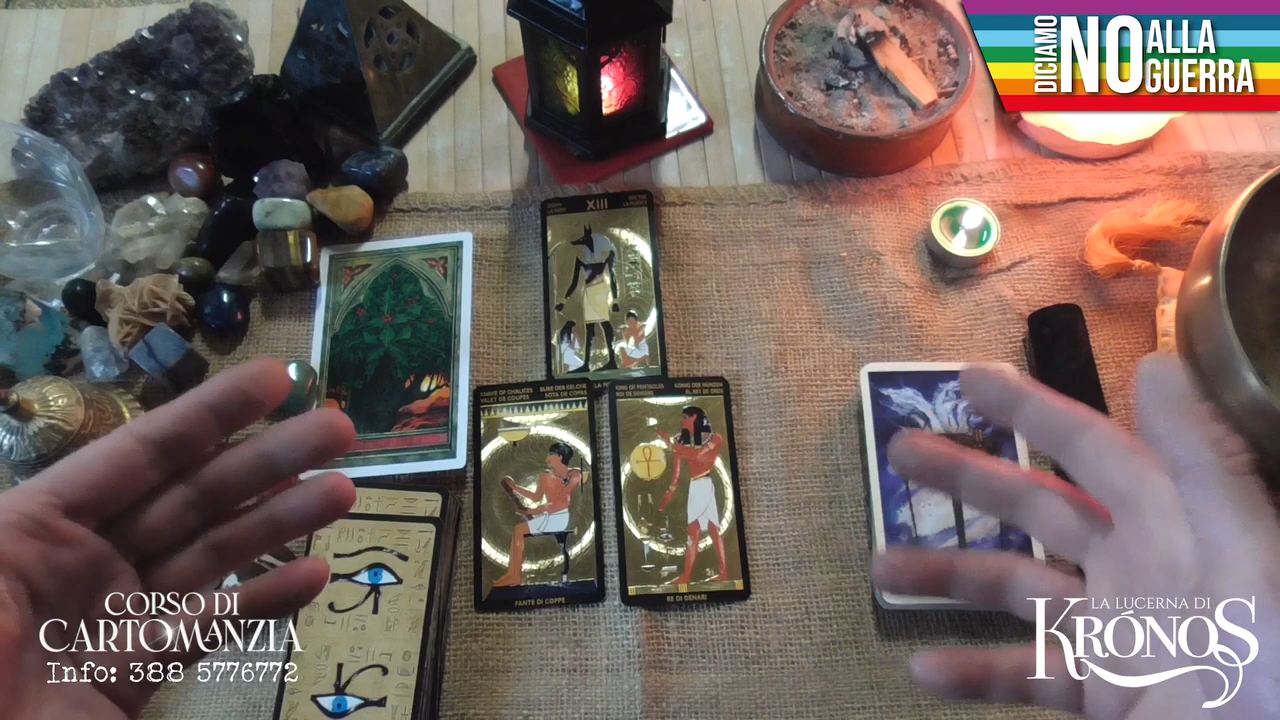 DICIAMO
NO ALLA
GUERRA
XIII
KNAVE OF CHALICES
VALET DE COUPES
BUBE DER KELCHE
SOTA DE COPAS
KING OF PENTACLES
ROI DE DENIERS
KÖNIG DER MÜNZEN
EL REY DE OROS
FANTE DI COPPE
RE DI DENARI
CORSO DI
CARTOMANZIA
Info: 388 5776772
LA LUCERNA DI
KRÓNOS